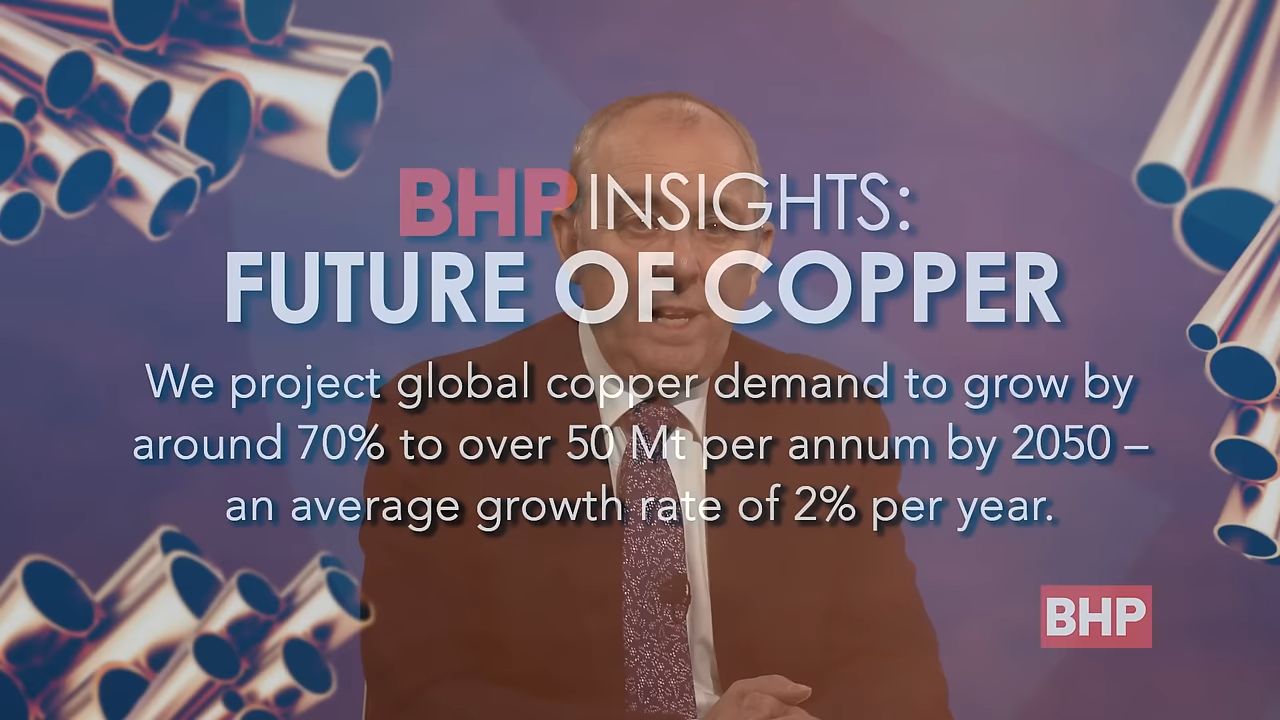 BHP INSIGHTS:
FUTURE OF COPPER
We project global copper demand to grow by
around 70% to over 50 Mt per annum by 2050 –
an average growth rate of 2% per year.
BHP